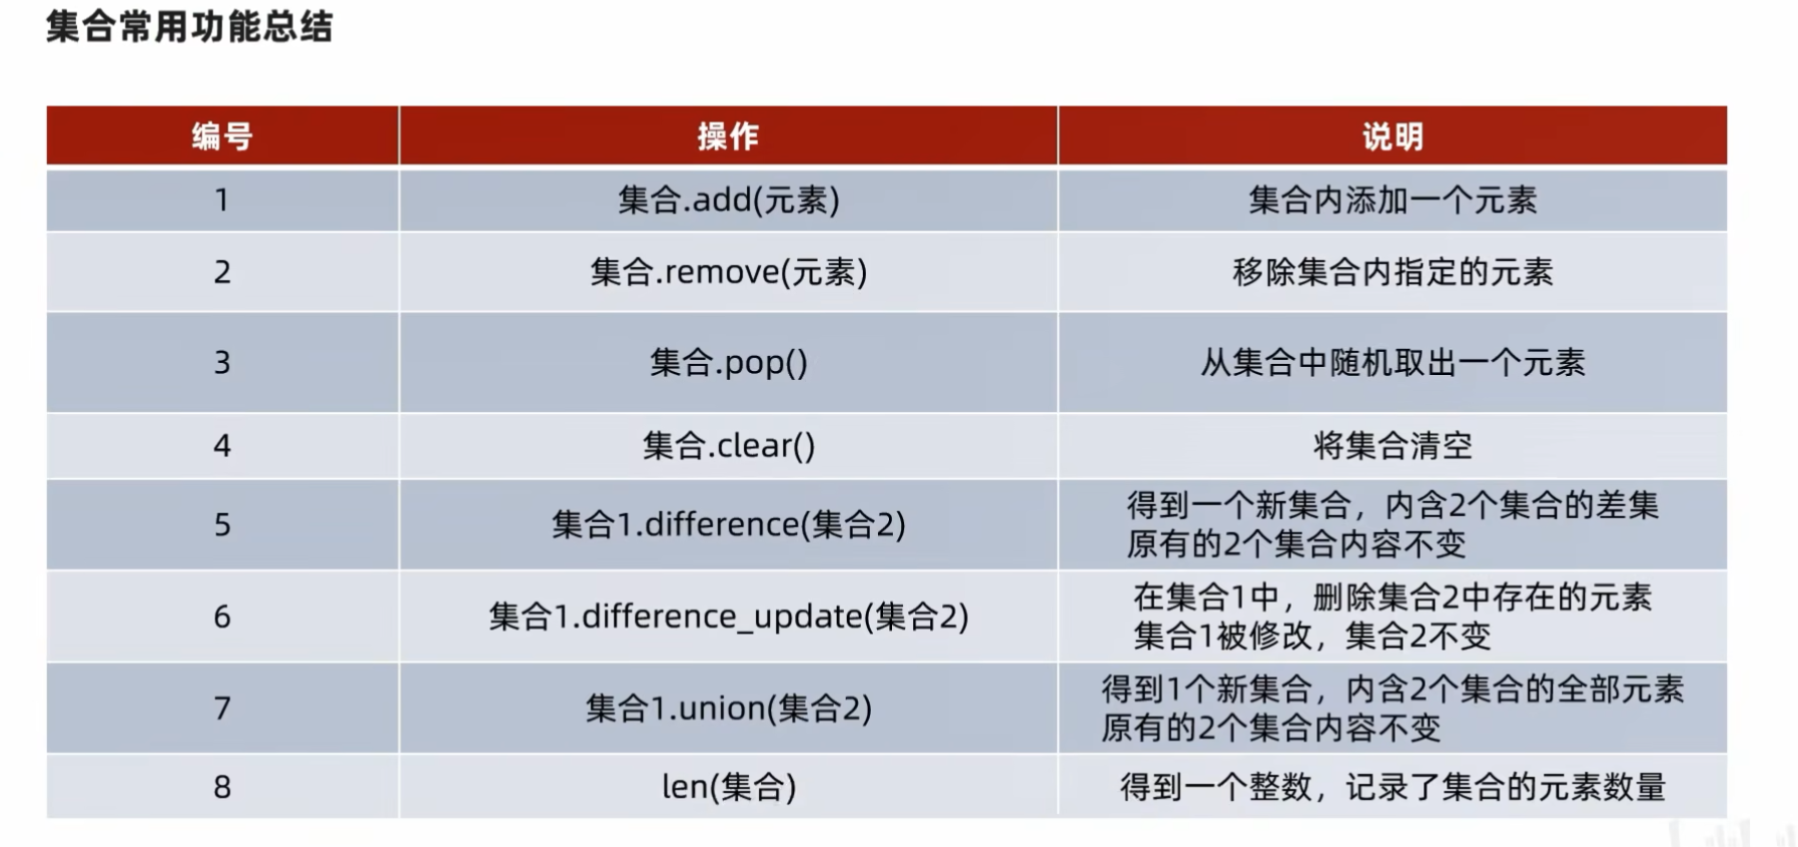 集合常用功能总结
编号 操作 说明
1 集合.add(元素) 集合内添加一个元素
2 集合.remove(元素) 移除集合内指定的元素
3 集合.pop() 从集合中随机取出一个元素
4 集合.clear() 将集合清空
5 集合1.difference(集合2) 得到一个新集合，内含2个集合的差集
原有的2个集合内容不变
6 集合1.difference_update(集合2) 在集合1中，删除集合2中存在的元素
集合1被修改，集合2不变
7 集合1.union(集合2) 得到1个新集合，内含2个集合的全部元素
原有的2个集合内容不变
8 len(集合) 得到一个整数，记录了集合的元素数量